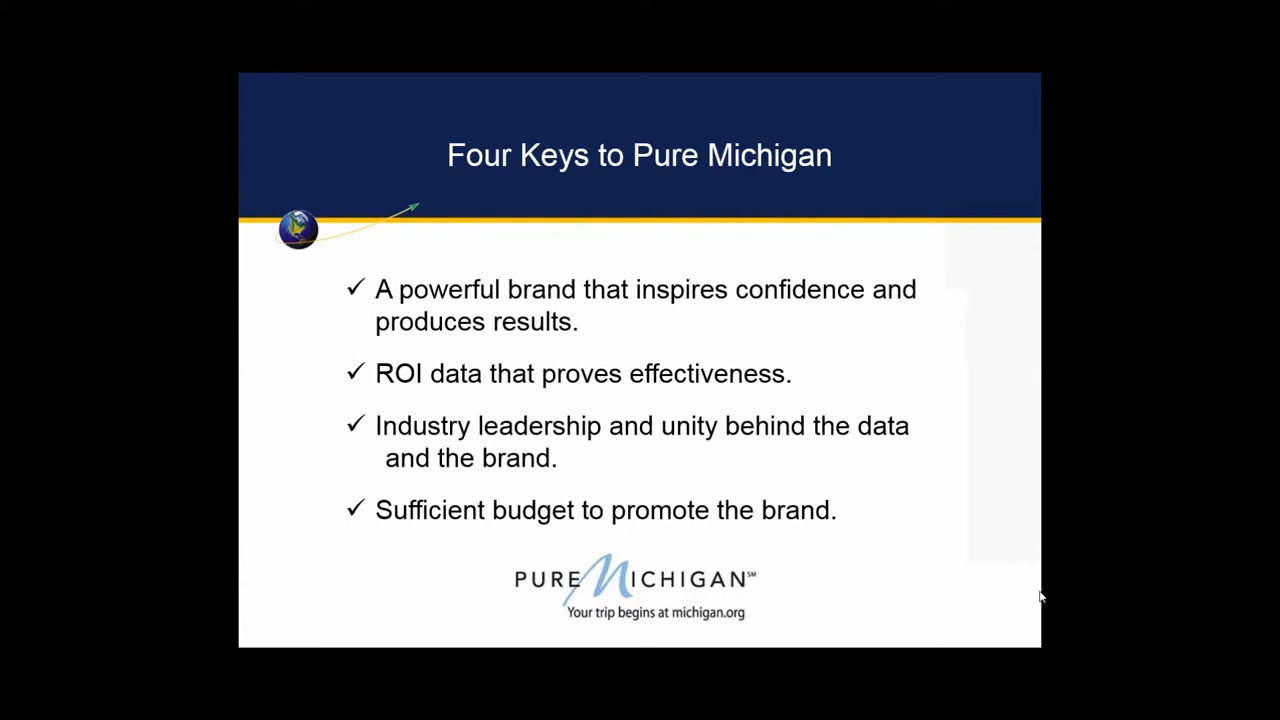 Four Keys to Pure Michigan
✓ A powerful brand that inspires confidence and
produces results.
✓ ROI data that proves effectiveness.
✓ Industry leadership and unity behind the data
and the brand.
✓ Sufficient budget to promote the brand.
PURE MICHIGAN℠
Your trip begins at michigan.org